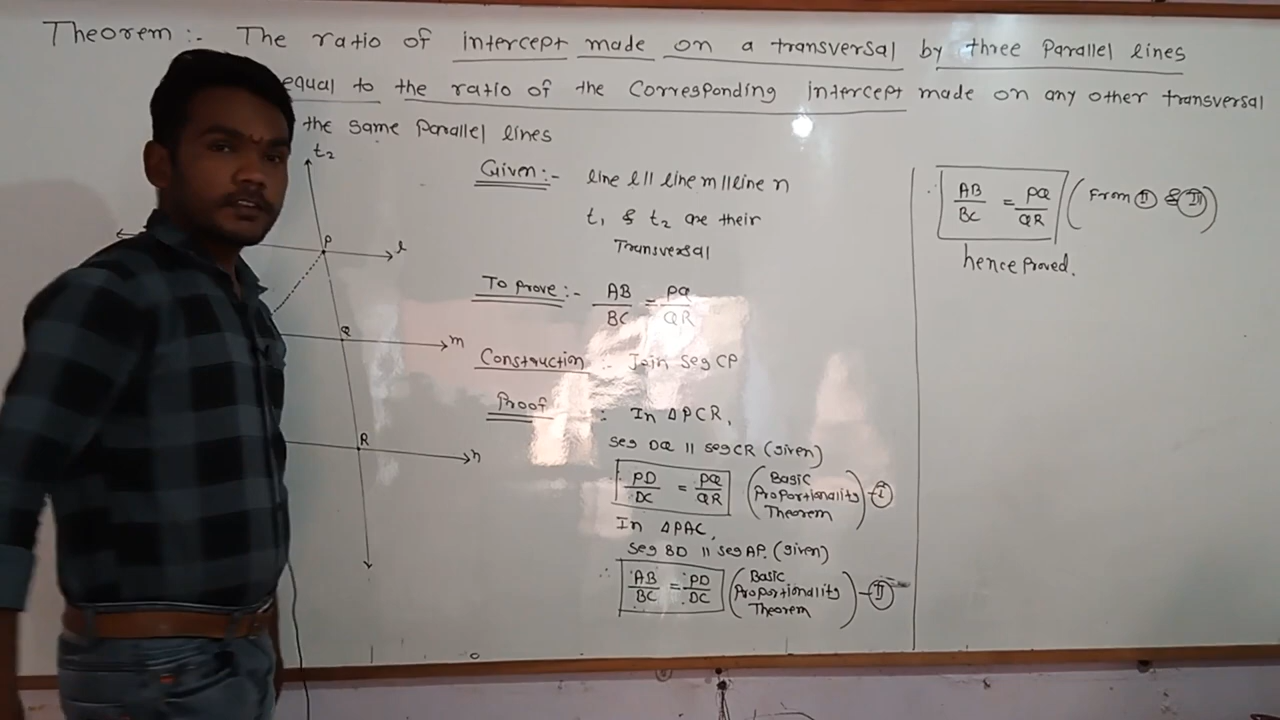 Theorem :- The ratio of intercept made on a transversal by three Parallel lines
equal to the ratio of the Corresponding intercept made on any other transversal
the same Parallel lines
t₂
P
l
Q
m
R
n
Given:- line l || line m || line n
t₁ & t₂ are their
Transversal
To prove:- AB/BC = PQ/QR
Construction :- Join seg CP
Proof : In ΔPCR,
seg DQ || seg CR (given)
PD/DC = PQ/QR (Basic Proportionality Theorem) - I
In ΔPAC,
seg BD || seg AP. (given)
∴ AB/BC = PD/DC (Basic Proportionality Theorem) - II
∴ AB/BC = PQ/QR (From I & II)
hence Proved.